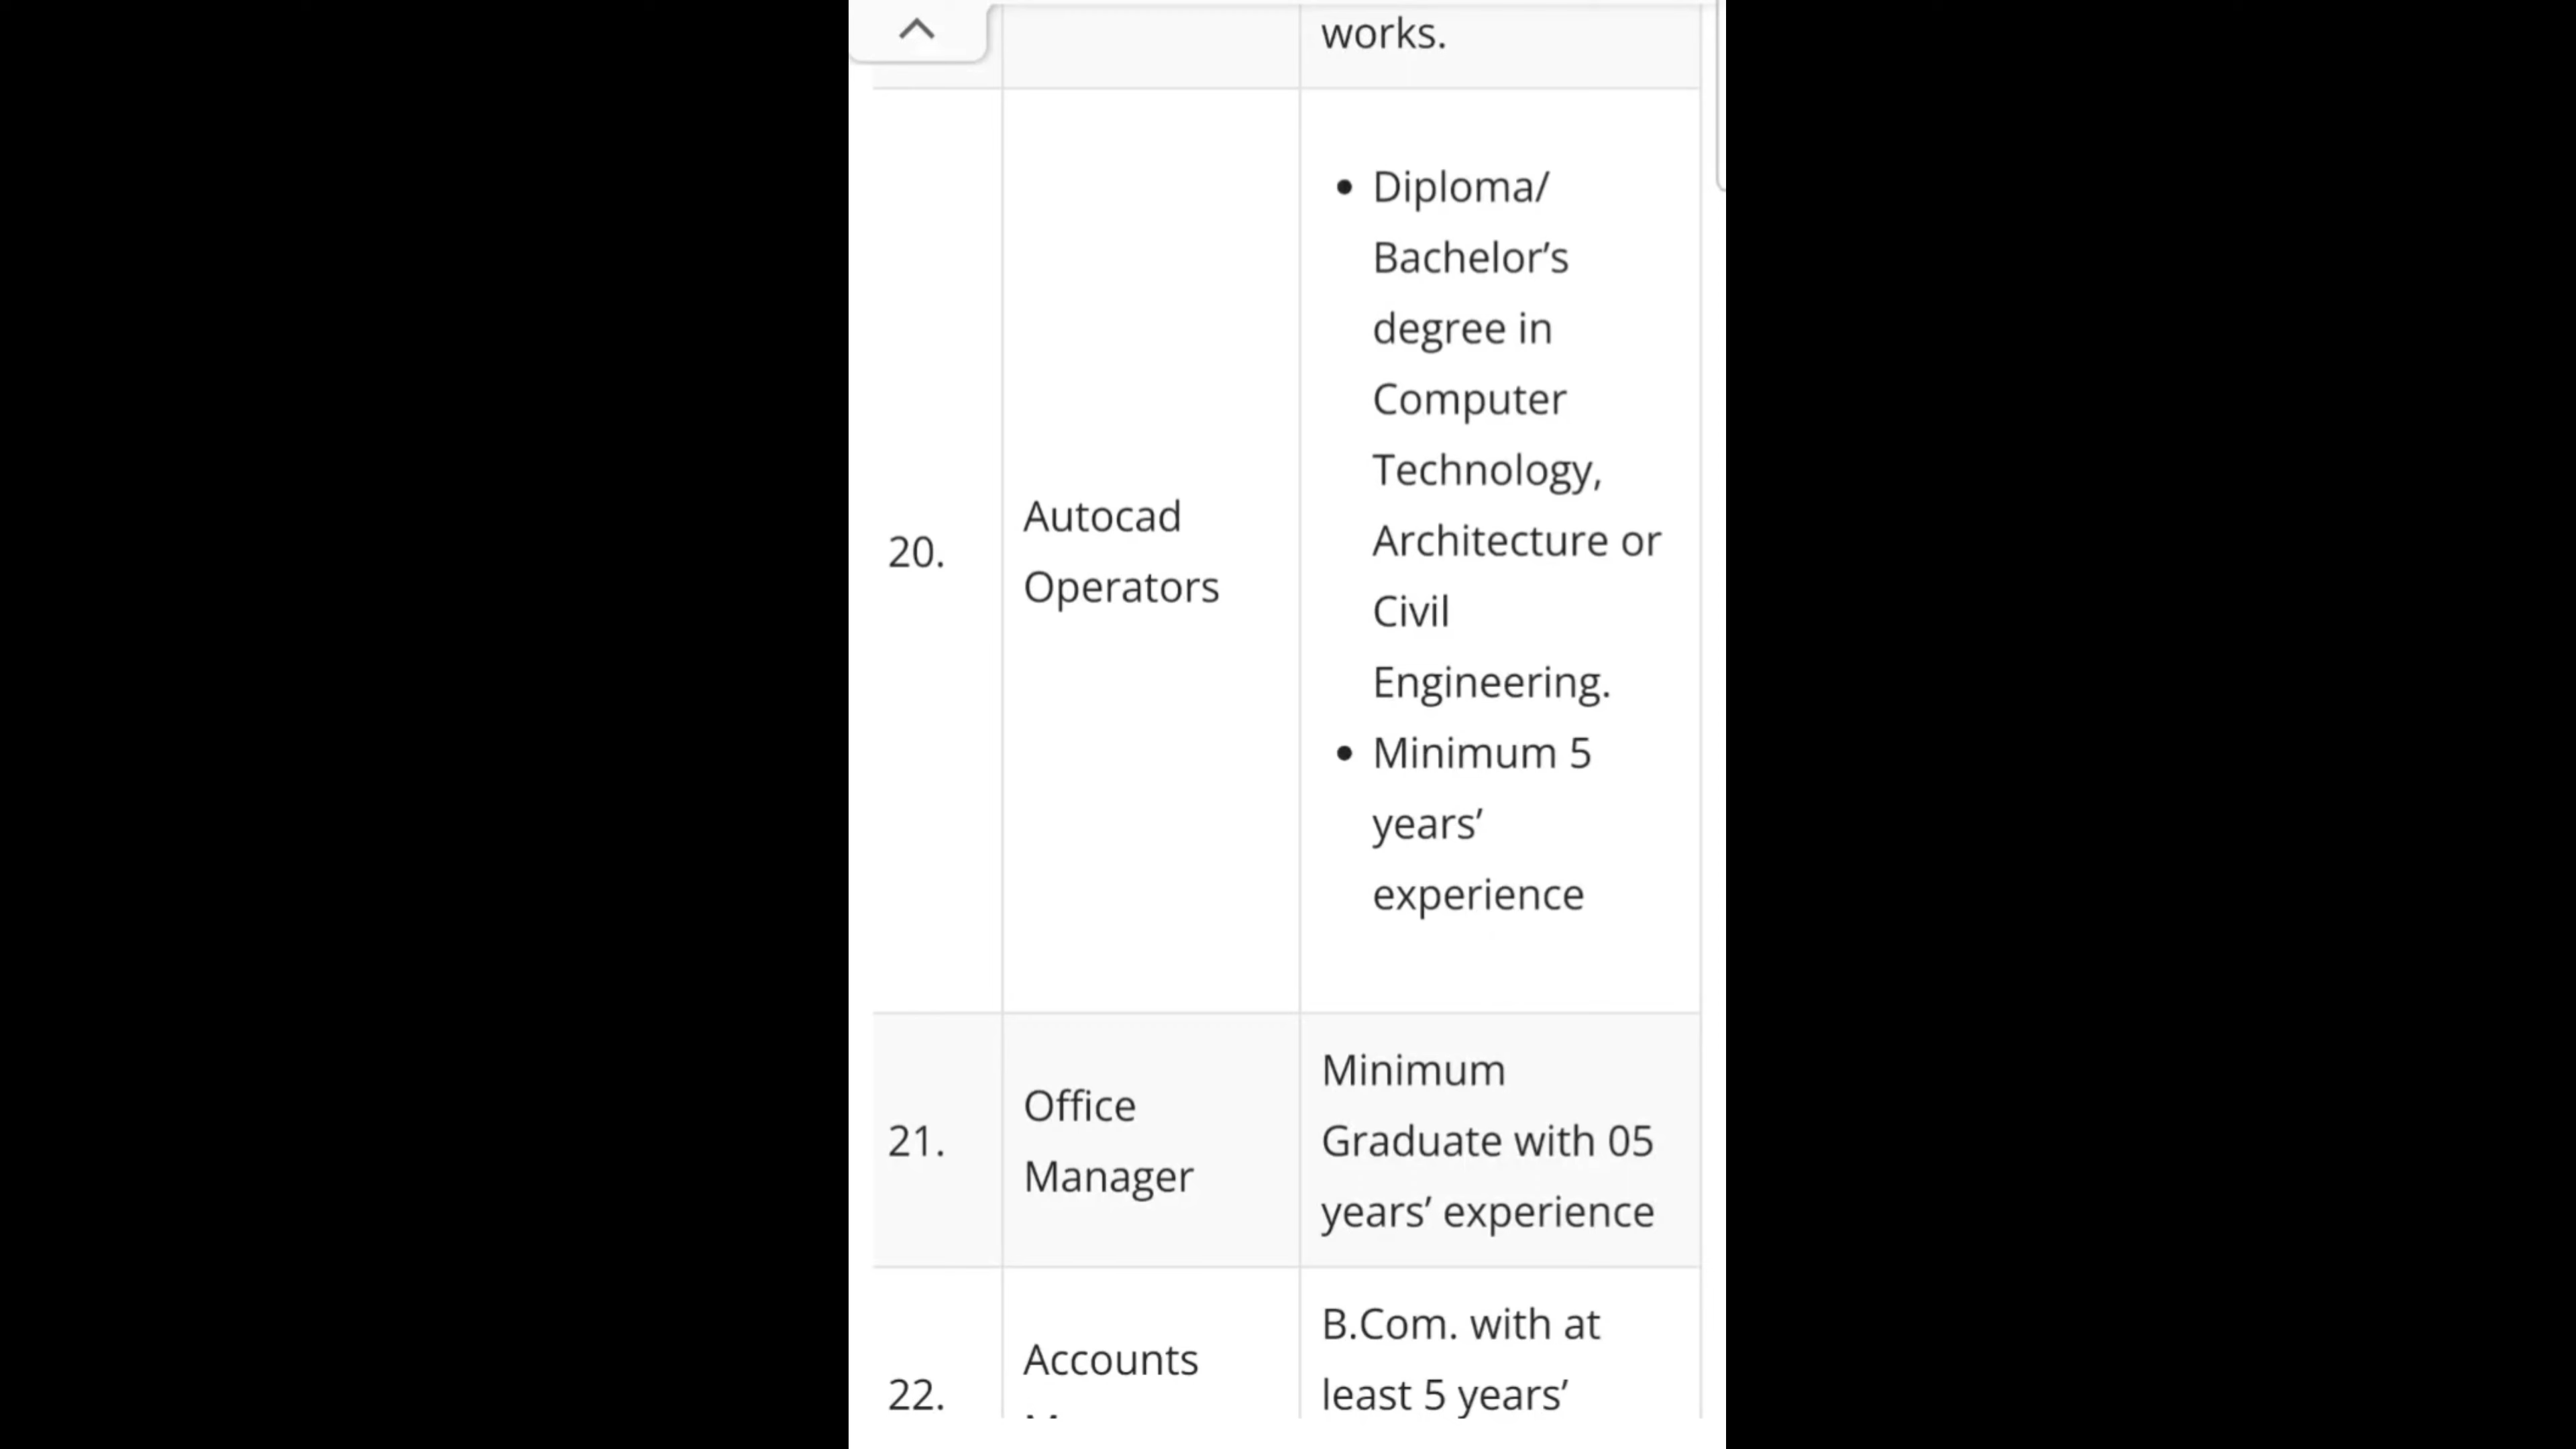 works.
20.
Autocad
Operators
• Diploma/
Bachelor’s
degree in
Computer
Technology,
Architecture or
Civil
Engineering.
• Minimum 5
years’
experience
21.
Office
Manager
Minimum
Graduate with 05
years’ experience
22.
Accounts
B.Com. with at
least 5 years’